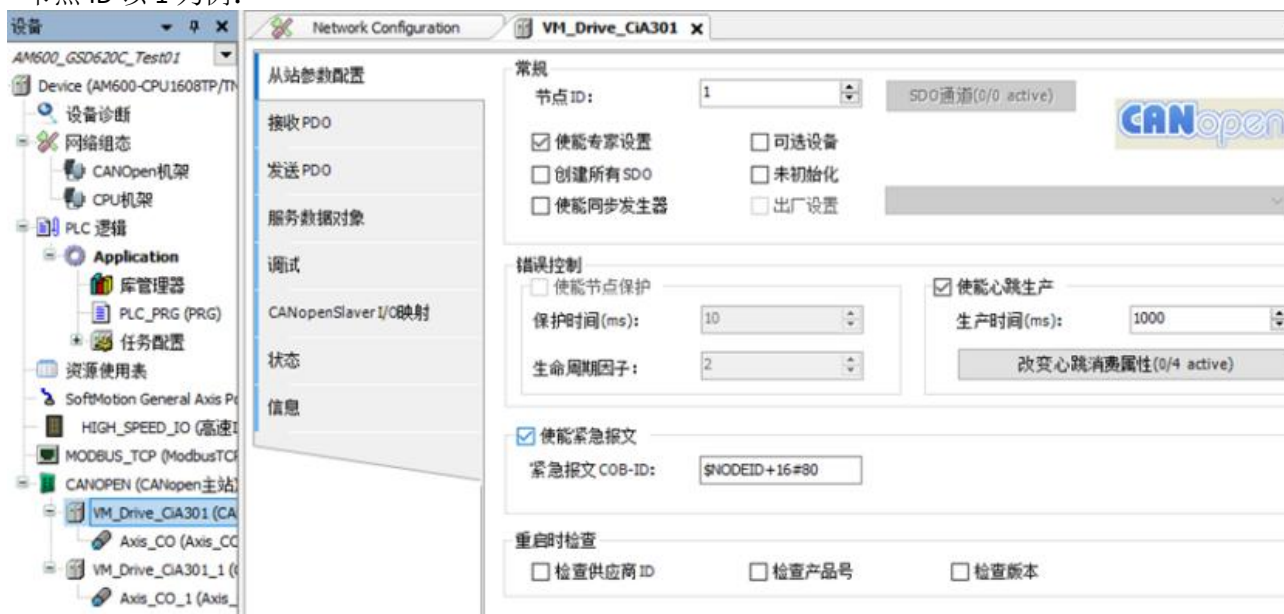 节点 ID 以 1 为例:
设备
AM600_GSD620C_Test01
Device (AM600-CPU1608TP/TN
设备诊断
网络组态
CANOpen机架
CPU机架
PLC 逻辑
Application
库管理器
PLC_PRG (PRG)
任务配置
资源使用表
SoftMotion General Axis Po
HIGH_SPEED_IO (高速I
MODBUS_TCP (ModbusTCP
CANOPEN (CANopen主站)
VM_Drive_CiA301 (CA
Axis_CO (Axis_CO
VM_Drive_CiA301_1 (
Axis_CO_1 (Axis_
Network Configuration
VM_Drive_CiA301
从站参数配置
接收 PDO
发送 PDO
服务数据对象
调试
CANopenSlaver I/O映射
状态
信息
常规
节点ID: 1
SDO通道(0/0 active)
CANopen
使能专家设置 可选设备
创建所有SDO 未初始化
使能同步发生器 出厂设置
错误控制
使能节点保护
保护时间(ms): 10
生命周期因子: 2
使能心跳生产
生产时间(ms): 1000
改变心跳消费属性(0/4 active)
使能紧急报文
紧急报文COB-ID: $NODEID+16#80
重启时检查
检查供应商ID 检查产品号 检查版本